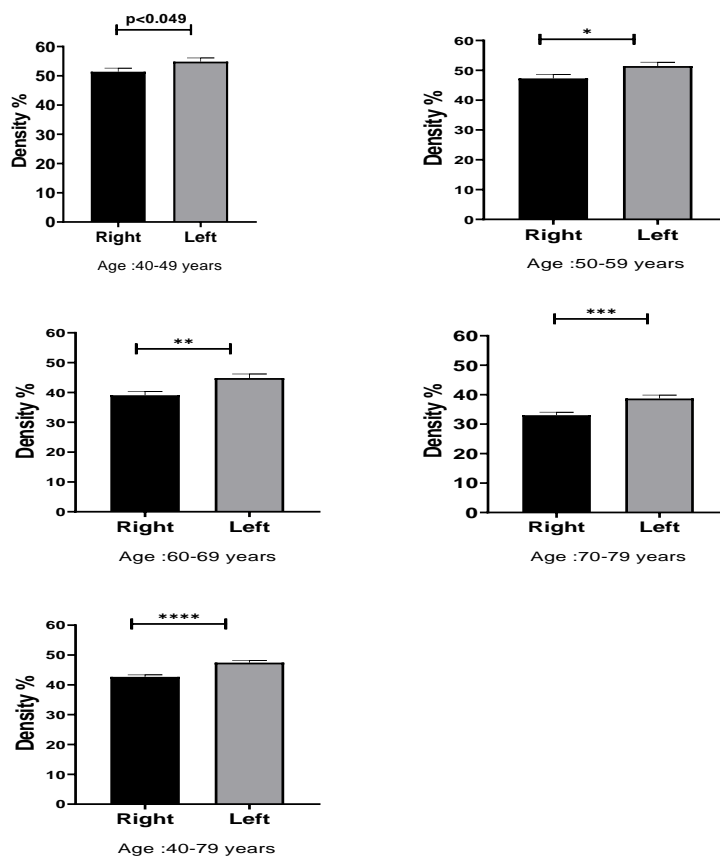 p<0.049
60
50
40
30
20
10
0
Density %
Right Left
Age :40-49 years
*
60
50
40
30
20
10
0
Density %
Right Left
Age :50-59 years
**
60
50
40
30
20
10
0
Density %
Right Left
Age :60-69 years
***
60
50
40
30
20
10
0
Density %
Right Left
Age :70-79 years
****
60
50
40
30
20
10
0
Density %
Right Left
Age :40-79 years